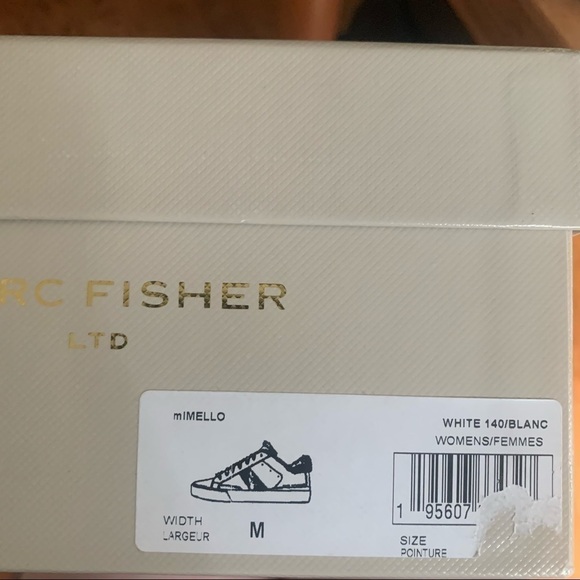 RC FISHER
LTD
mIMELLO
WHITE 140/BLANC
WOMENS/FEMMES
1 95607
WIDTH
LARGEUR
M
SIZE
POINTURE